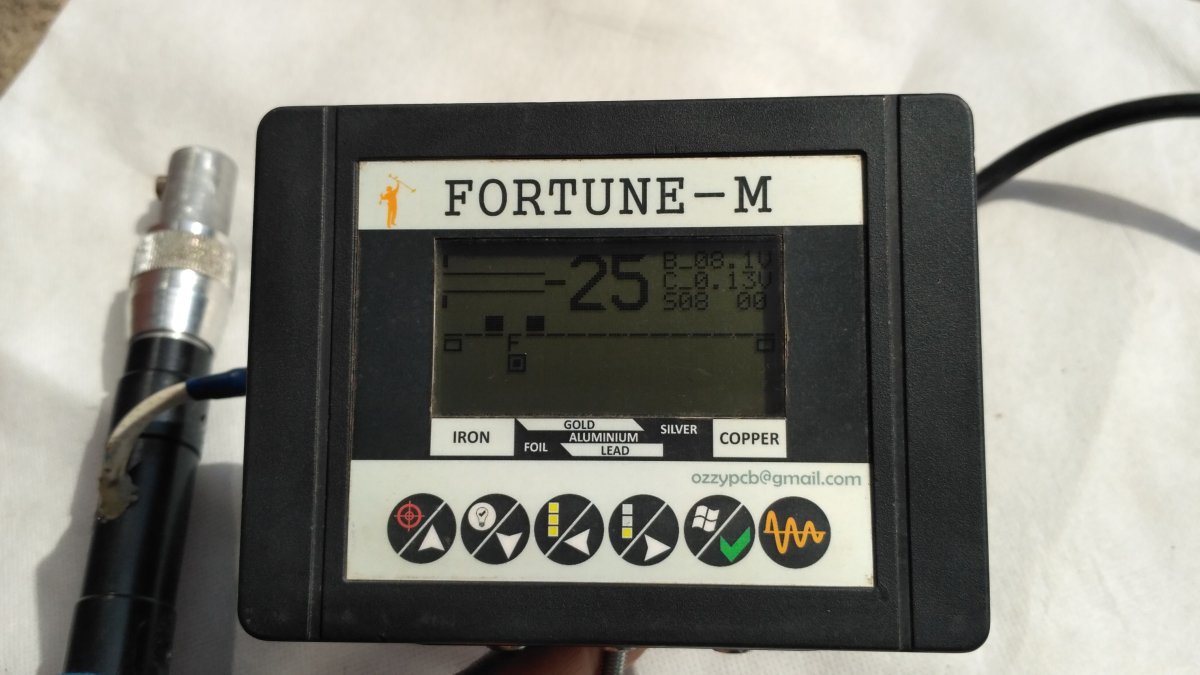 FORTUNE-M
-25
B_08.1V
C_0.13V
S08 00
F
IRON
GOLD
FOIL
ALUMINIUM
LEAD
SILVER
COPPER
ozzypcb@gmail.com